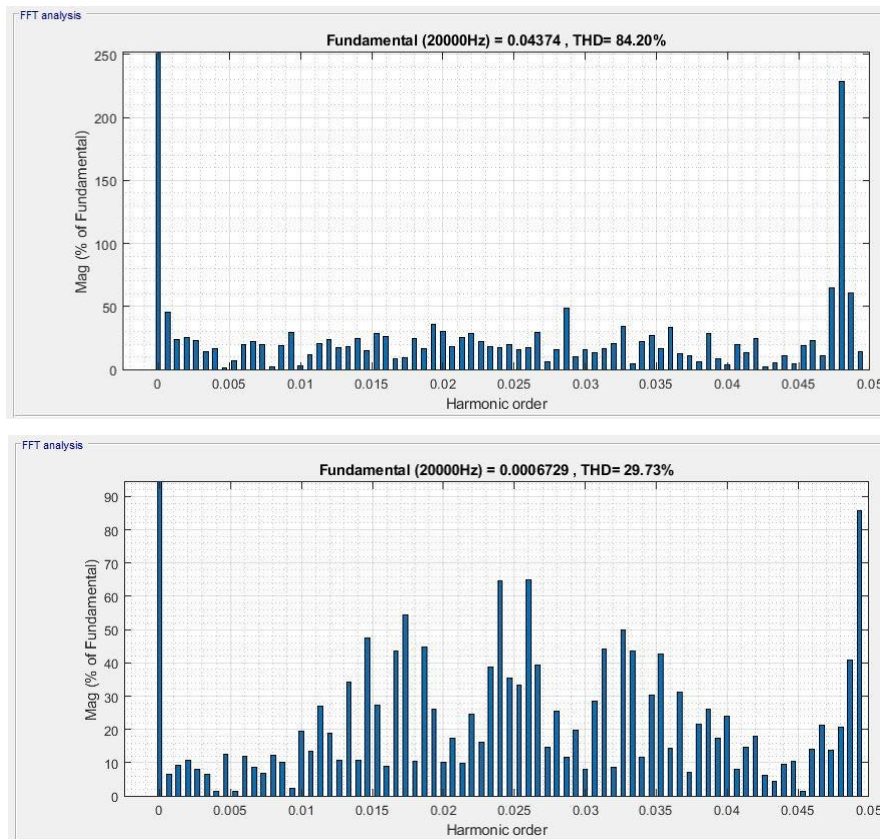 FFT analysis
Fundamental (20000Hz) = 0.04374 , THD= 84.20%
Mag (% of Fundamental)
250
200
150
100
50
0
0 0.005 0.01 0.015 0.02 0.025 0.03 0.035 0.04 0.045 0.05
Harmonic order
FFT analysis
Fundamental (20000Hz) = 0.0006729 , THD= 29.73%
Mag (% of Fundamental)
90
80
70
60
50
40
30
20
10
0
0 0.005 0.01 0.015 0.02 0.025 0.03 0.035 0.04 0.045 0.05
Harmonic order